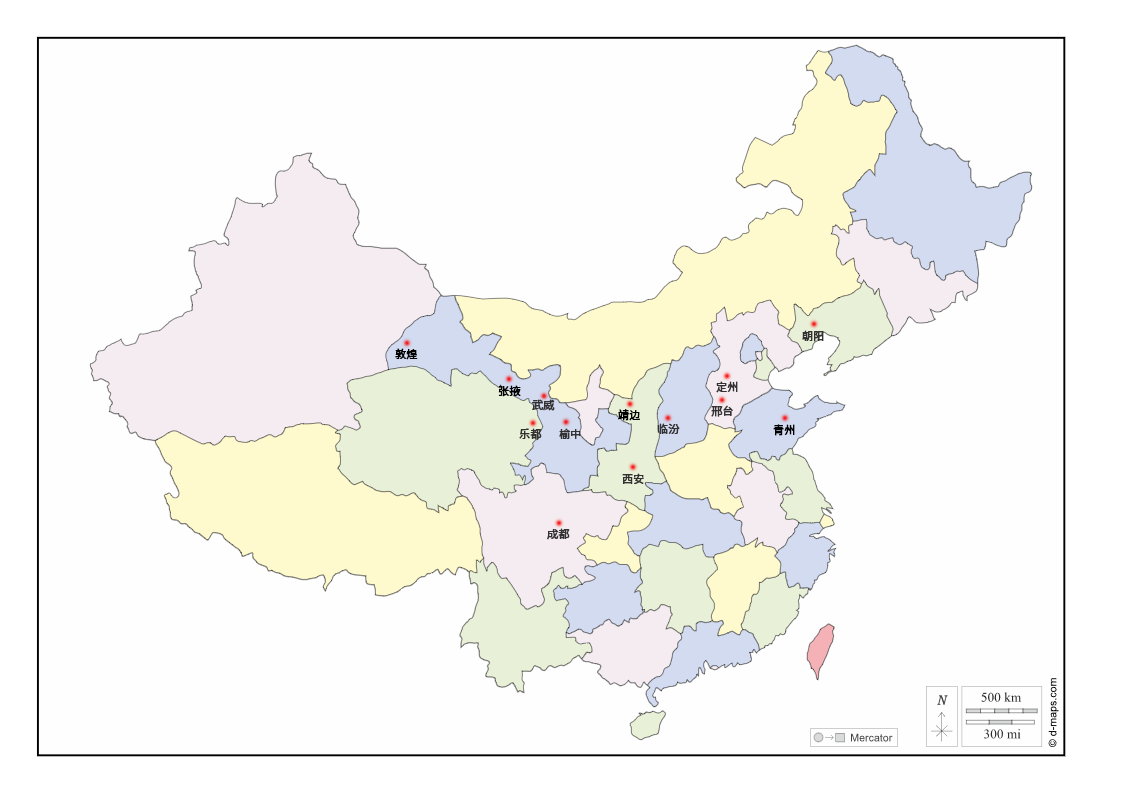 朝阳
敦煌
定州
张掖
武威
邢台
靖边
乐都
榆中
临汾
青州
西安
成都
N
500 km
300 mi
Mercator
© d-maps.com